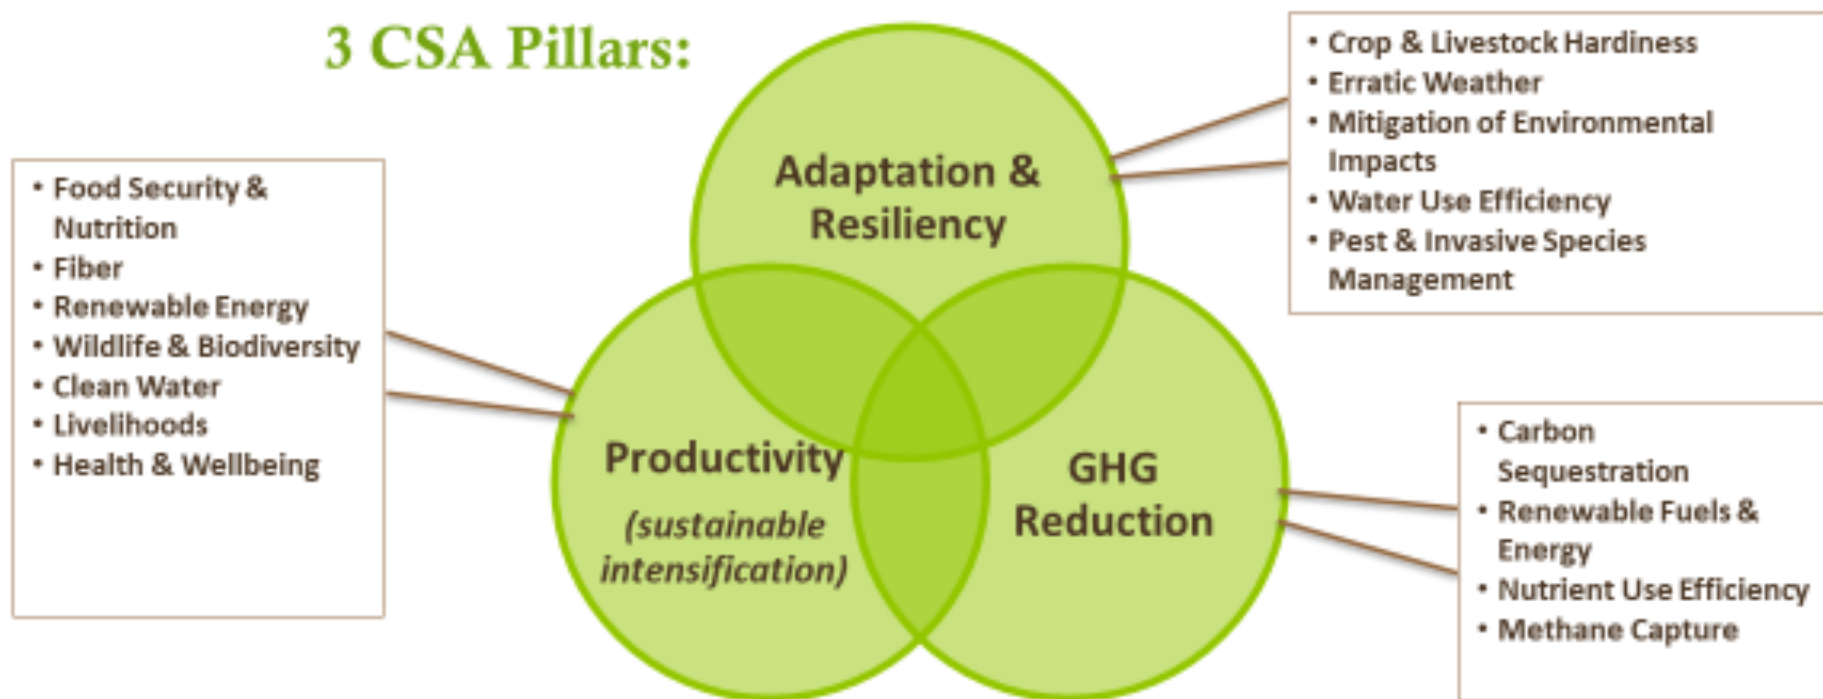 3 CSA Pillars:
Adaptation &
Resiliency
• Crop & Livestock Hardiness
• Erratic Weather
• Mitigation of Environmental
Impacts
• Water Use Efficiency
• Pest & Invasive Species
Management
• Food Security &
Nutrition
• Fiber
• Renewable Energy
• Wildlife & Biodiversity
• Clean Water
• Livelihoods
• Health & Wellbeing
Productivity
(sustainable
intensification)
GHG
Reduction
• Carbon
Sequestration
• Renewable Fuels &
Energy
• Nutrient Use Efficiency
• Methane Capture